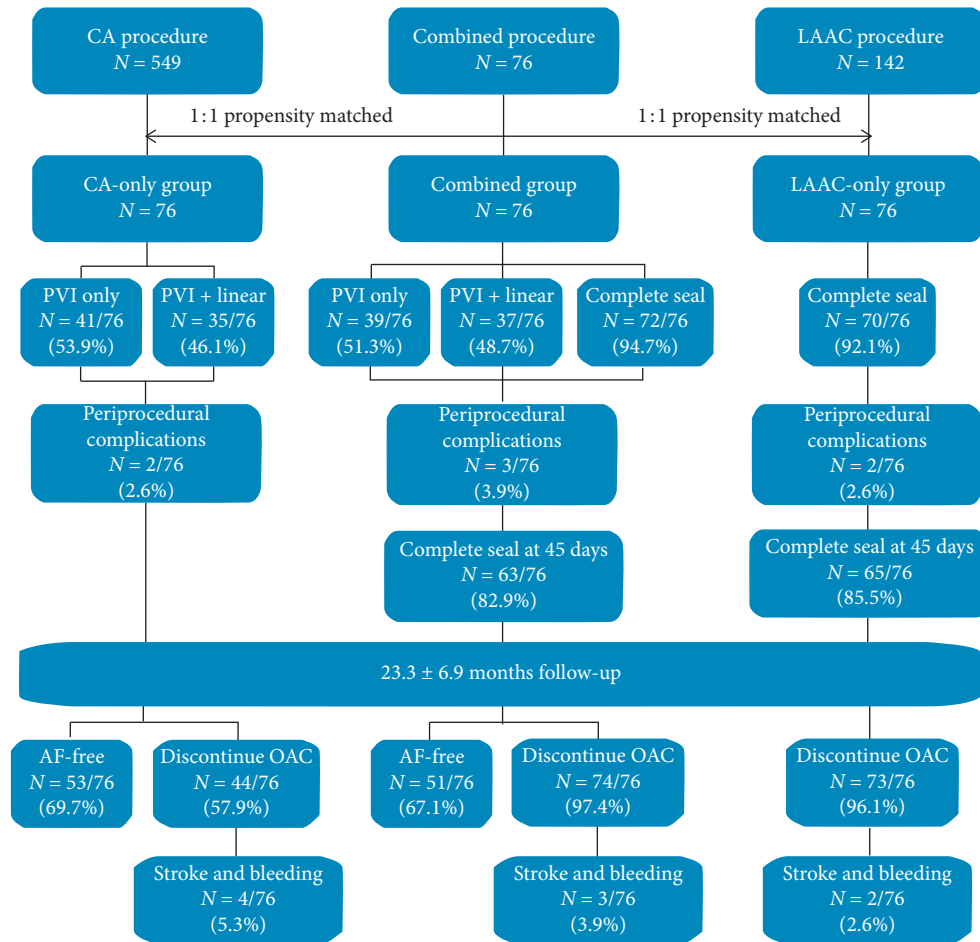 CA procedure
N = 549
Combined procedure
N = 76
LAAC procedure
N = 142
1 : 1 propensity matched
1 : 1 propensity matched
CA-only group
N = 76
Combined group
N = 76
LAAC-only group
N = 76
PVI only
N = 41/76
(53.9%)
PVI + linear
N = 35/76
(46.1%)
PVI only
N = 39/76
(51.3%)
PVI + linear
N = 37/76
(48.7%)
Complete seal
N = 72/76
(94.7%)
Complete seal
N = 70/76
(92.1%)
Periprocedural
complications
N = 2/76
(2.6%)
Periprocedural
complications
N = 3/76
(3.9%)
Periprocedural
complications
N = 2/76
(2.6%)
Complete seal at 45 days
N = 63/76
(82.9%)
Complete seal at 45 days
N = 65/76
(85.5%)
23.3 ± 6.9 months follow-up
AF-free
N = 53/76
(69.7%)
Discontinue OAC
N = 44/76
(57.9%)
AF-free
N = 51/76
(67.1%)
Discontinue OAC
N = 74/76
(97.4%)
Discontinue OAC
N = 73/76
(96.1%)
Stroke and bleeding
N = 4/76
(5.3%)
Stroke and bleeding
N = 3/76
(3.9%)
Stroke and bleeding
N = 2/76
(2.6%)